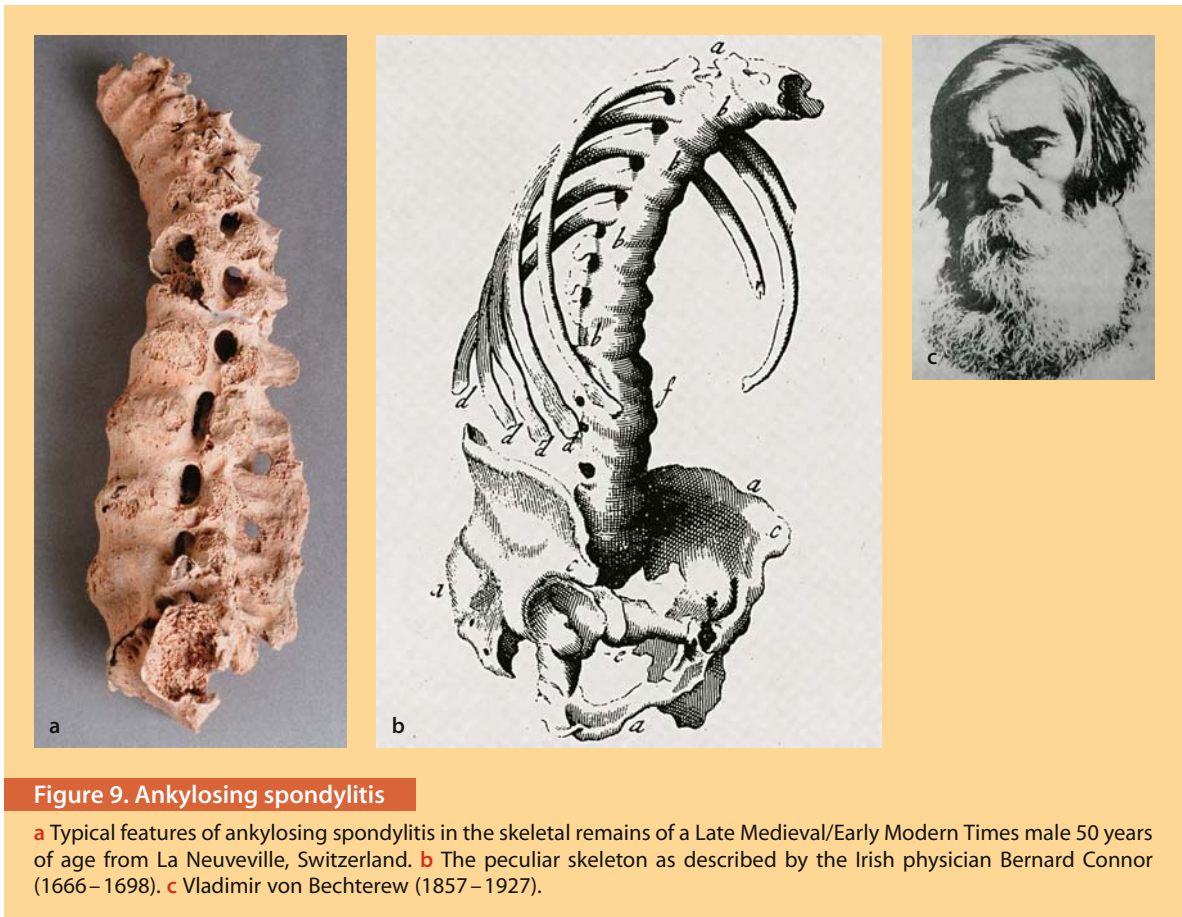 a
b
b
b
b
f
d
d
d
d
a
c
a
c
a
a
b
c
Figure 9. Ankylosing spondylitis
a Typical features of ankylosing spondylitis in the skeletal remains of a Late Medieval/Early Modern Times male 50 years
of age from La Neuveville, Switzerland. b The peculiar skeleton as described by the Irish physician Bernard Connor
(1666–1698). c Vladimir von Bechterew (1857–1927).